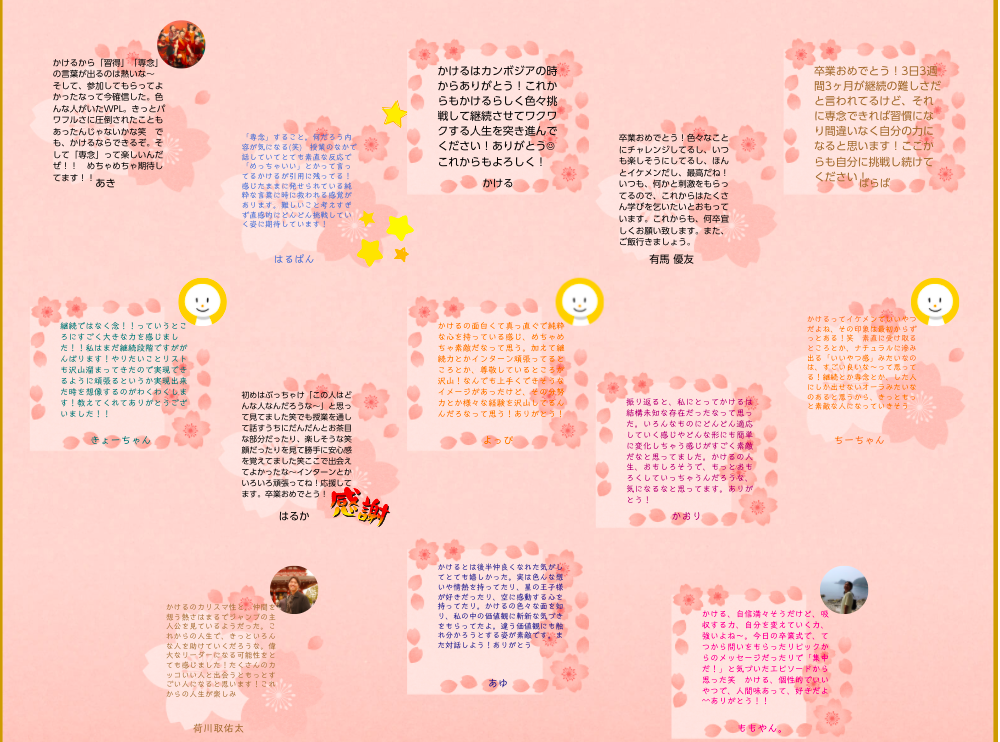 かけるから「習得」「専念」
の言葉が出るのは熱いな〜
そして、参加してもらってよ
かったなって今確信した。色
んな人がいたWPL。きっとパ
ワフルさに圧倒されたことも
あったんじゃないかな笑　で
も、かけるならできるぞ。そ
して「専念」って楽しいんだ
ぜ！！　めちゃめちゃ期待し
てます！！
あき
「専念」すること。何だろう内
容が気になる(笑)　授業のなかで
話していてとても素直な反応で
「めっちゃいい」とかって言っ
てるかけるが引用に残ってる！
感じたままに発せられている純
粋な言葉に時に救われる感覚が
あります。難しいこと考えすぎ
ず直感的にどんどん挑戦してい
く姿に期待しています！
はるぱん
かけるはカンボジアの時
からありがとう！これか
らもかけるらしく色々挑
戦して継続させてワクワ
クする人生を突き進んで
ください！ありがとう☺
これからもよろしく！
かける
卒業おめでとう！色々なこと
にチャレンジしてるし、いつ
も楽しそうにしてるし、ほん
とイケメンだし、最高だね！
いつも、何かと刺激をもらっ
てるので、これからはたくさ
ん学びを乞いたいとおもって
います。これからも、何卒宜
しくお願い致します。また、
ご飯行きましょう。
有馬 優友
卒業おめでとう！3日3週
間3ヶ月が継続の難しさだ
と言われてるけど、それ
に専念できれば習慣にな
り間違いなく自分の力に
なると思います！ここか
らも自分に挑戦し続けて
ください！
ぱらぱ
継続ではなく念！！っていうとこ
ろにすごく大きな力を感じまし
た！！私はまだ継続段階ですがが
んばります！やりたいことリスト
も沢山溜まってきたので実現でき
るように頑張るというか実現出来
た時を想像するのがわくわくしま
す！教えてくれてありがとうござ
いました！！
きょーちゃん
初めはぶっちゃけ「この人はど
んな人なんだろうな〜」と思っ
て見てました笑でも授業を通し
て話すうちにだんだんとお茶目
な部分だったり、楽しそうな笑
顔だったりを見て勝手に安心感
を覚えてました笑ここで出会え
てよかったな〜インターンとか
いろいろ頑張ってね！応援して
ます。卒業おめでとう！
はるか
感謝
かけるの面白くて真っ直ぐで純粋
な心を持っている感じ、めちゃめ
ちゃ素敵だなって思う。加えて継
続力とかインターン頑張ってると
ころとか、尊敬しているところが
沢山！なんでも上手くできそうな
イメージがあったけど、その分努
力とか様々な経験を沢山してるん
んだろなって思う！ありがとう！
よっぴ
振り返ると、私にとってかけるは
結構未知な存在だったなって思っ
た。いろんなものにどんどん適応
していく感じやどんな形にも簡単
に変化しちゃう感じがすごく素敵
だなと思ってました。かけるの人
生、おもしろそうで、もっとおも
ろくしていっちゃうんだろうな、
気になるなと思ってます。ありが
とう！
かおり
かけるってイケメンでいいやつ
だよね、その印象は最初からず
っとある！笑　素直に受け取る
ところとか、ナチュラルに滲み
出る「いいやつ感」みたいなの
は、すごい良いな〜って思って
る！継続とか専念とか、した人
にしか出せないオーラみたいなの
あると思うから、きっともっ
と素敵な人になっていきそう
ちーちゃん
かけるのカリスマ性と、仲間を
想う熱さはまるでジャンプの主
人公を見ているようだった。こ
れからの人生で、きっといろん
な人を助けていくだろうな。偉
大なリーダーになる可能性をと
ても感じました！たくさんのカ
ッコいい人と出会うともっとす
ごい人になると思います！これ
からの人生が楽しみ
荷川取佑太
かけるとは後半仲良くなれた気がし
てとても嬉しかった。実は色んな想
いや情熱を持ってたり、星の王子様
が好きだったり、空に感動する心を
持ってたり。かけるの色々な面を知
り、私の中の価値観に斬新な気づき
をもらってたよ。違う価値観にも触
れ分かろうとする姿が素敵です。ま
た対話しよう！ありがとう
あゆ
かける、自信満々そうだけど、吸
収する力、自分を変えていく力、
強いよね〜。今日の卒業式で、て
つから問いをもらったりビックか
らのメッセージだったりで「集中
だ！」と気づいたエピソードから
思った笑　かける、個性的でいい
やつで、人間味あって、好きだよ
〜ありがとう！！
ももやん。